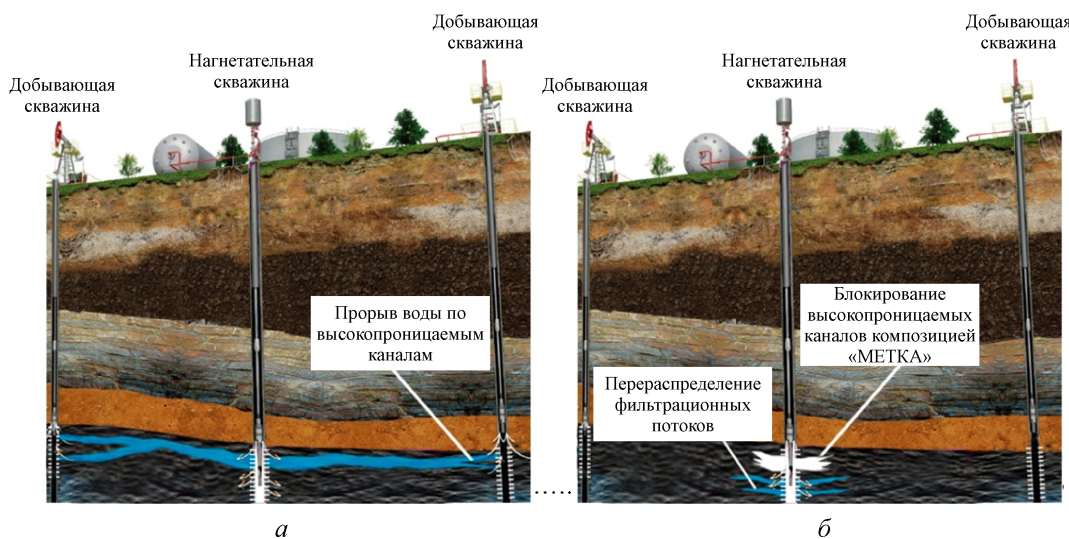 Добывающая
скважина
Нагнетательная
скважина
Добывающая
скважина
Прорыв воды по
высокопроницаемым
каналам
а
Добывающая
скважина
Нагнетательная
скважина
Добывающая
скважина
Блокирование
высокопроницаемых
каналов композицией
«МЕТКА»
Перераспределение
фильтрационных
потоков
.....
б